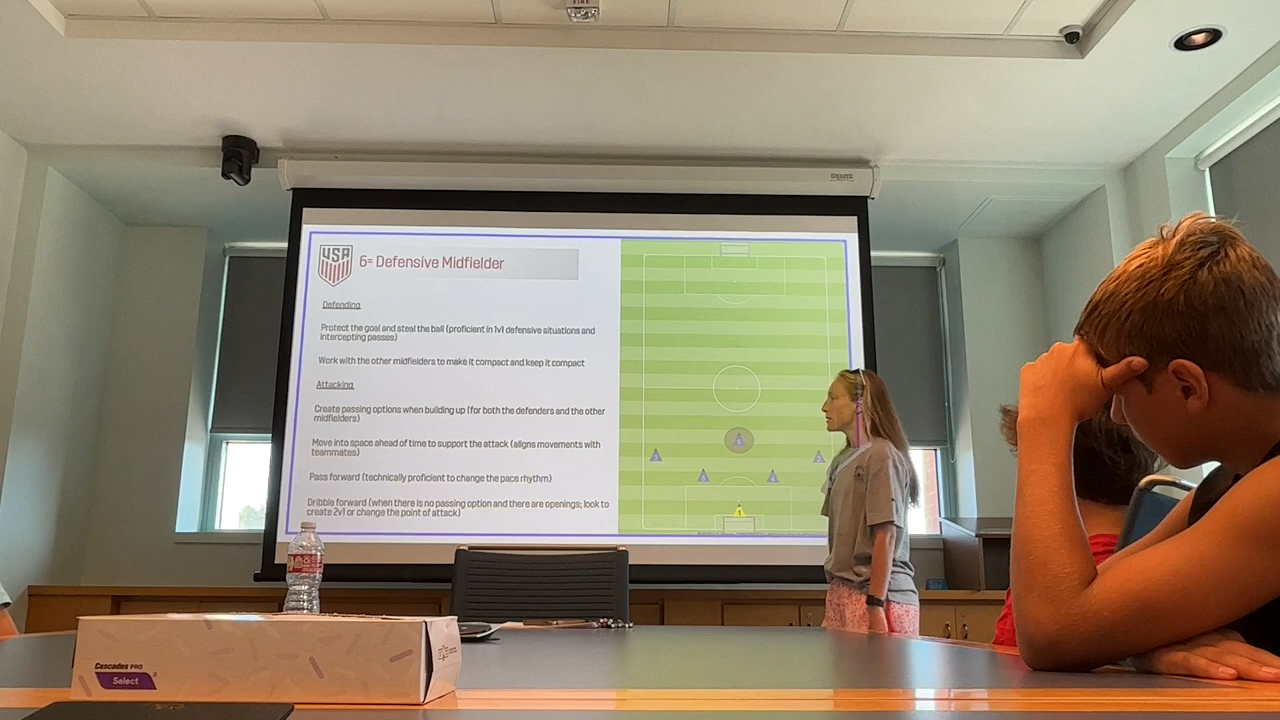 FIRE
USA
6= Defensive Midfielder
Defending
Protect the goal and steal the ball (proficient in 1v1 defensive situations and
intercepting passes)
Work with the other midfielders to make it compact and keep it compact
Attacking
Create passing options when building up (for both the defenders and the other
midfielders)
Move into space ahead of time to support the attack (aligns movements with
teammates)
Pass forward (technically proficient to change the pace rhythm)
Dribble forward (when there is no passing option and there are openings; look to
create 2v1 or change the point of attack)
6
1
Cascades PRO
Select